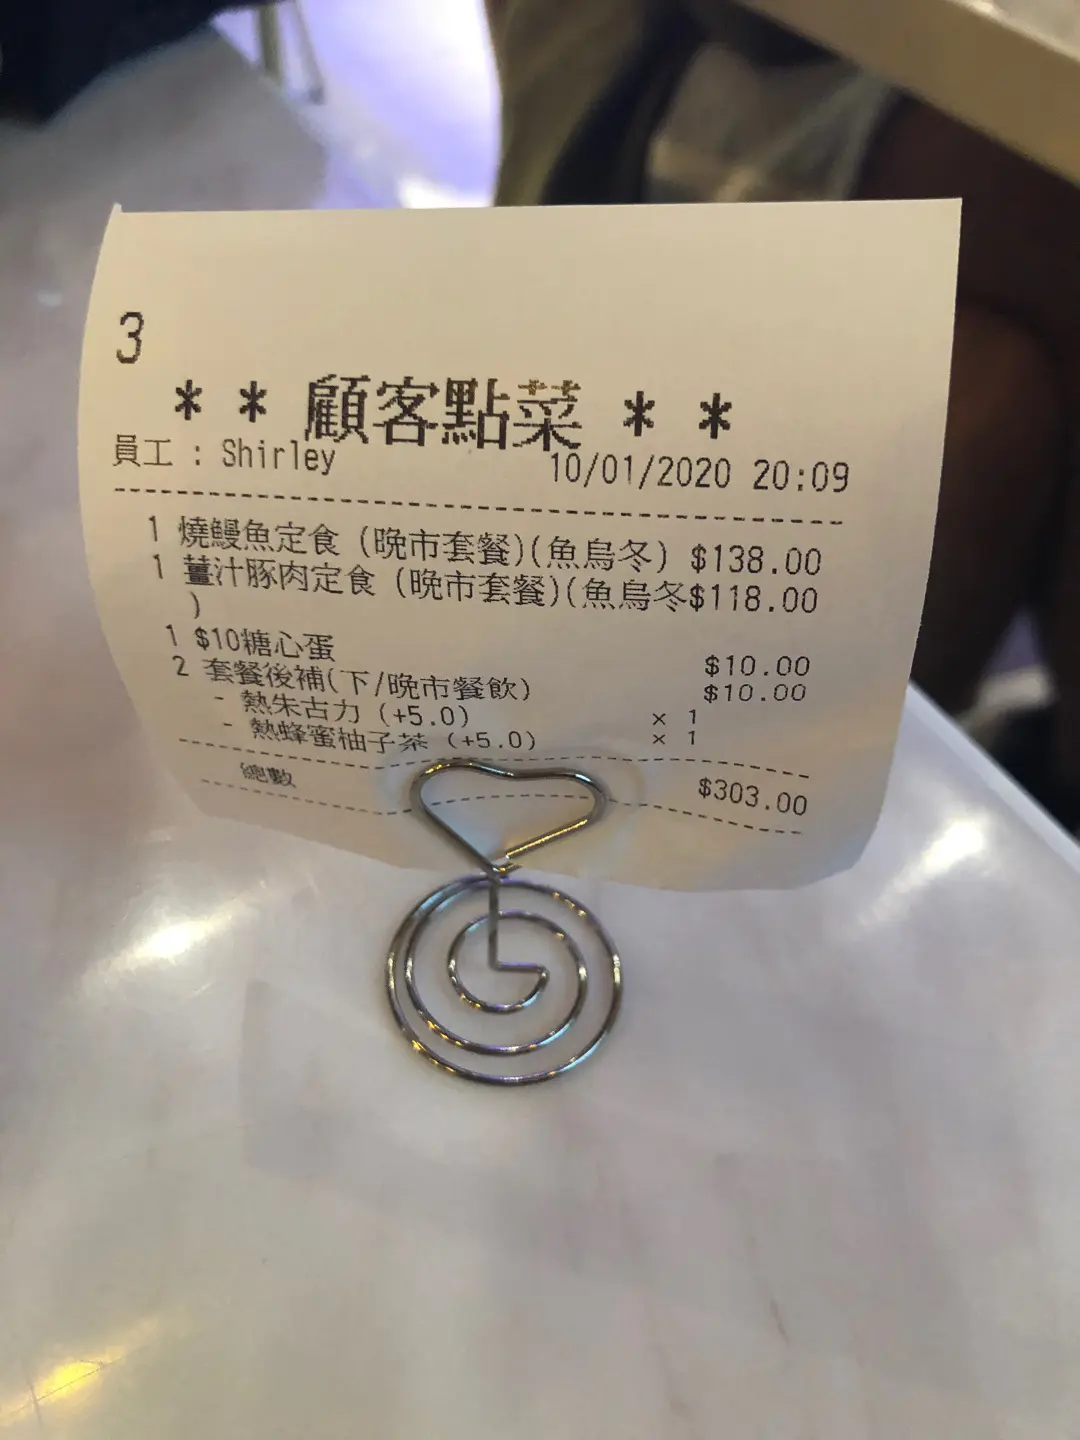 3
* * 顧客點菜 * *
員工 : Shirley 10/01/2020 20:09
1 燒鰻魚定食 (晚市套餐)(魚烏冬) $138.00
1 薑汁豚肉定食 (晚市套餐)(魚烏冬$118.00
)
1 $10糖心蛋 $10.00
2 套餐後補(下/晚市餐飲) $10.00
- 熱朱古力 (+5.0) × 1
- 熱蜂蜜柚子茶 (+5.0) × 1
總數 $303.00